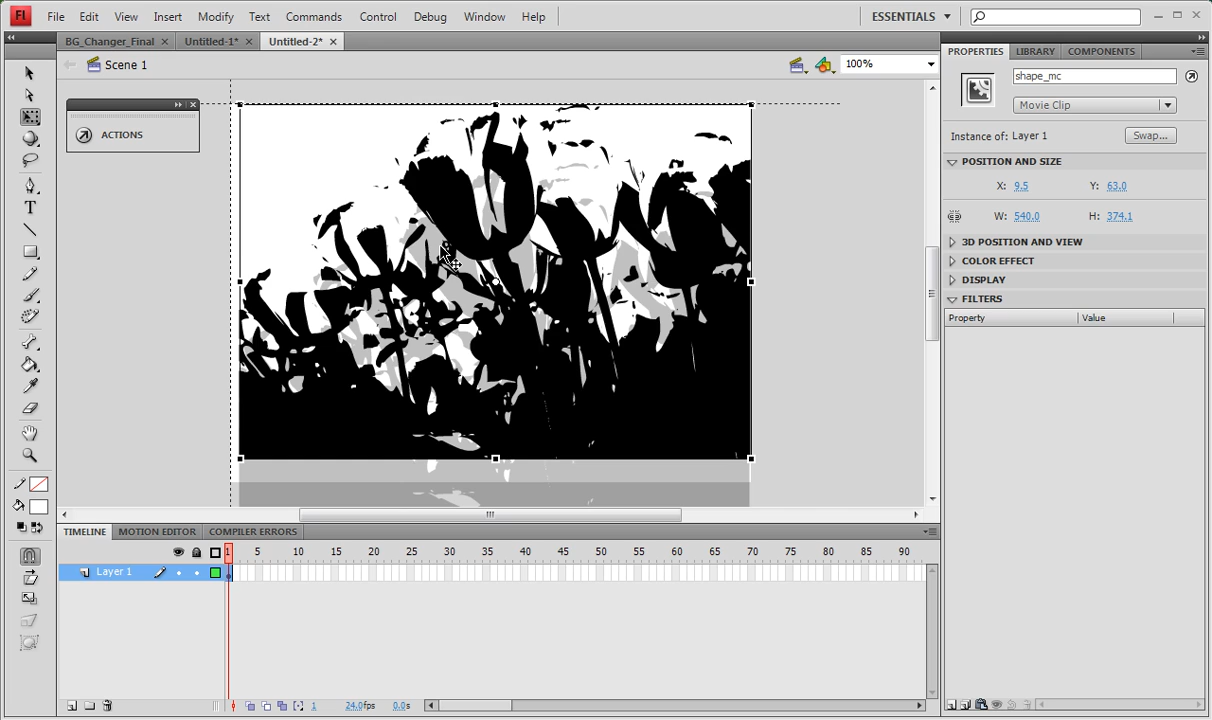 Fl File Edit View Insert Modify Text Commands Control Debug Window Help ESSENTIALS
BG_Changer_Final Untitled-1* Untitled-2*
Scene 1 100%
ACTIONS
PROPERTIES LIBRARY COMPONENTS
shape_mc
Movie Clip
Instance of: Layer 1 Swap...
POSITION AND SIZE
X: 9.5 Y: 63.0
W: 540.0 H: 374.1
3D POSITION AND VIEW
COLOR EFFECT
DISPLAY
FILTERS
Property Value
TIMELINE MOTION EDITOR COMPILER ERRORS
1 5 10 15 20 25 30 35 40 45 50 55 60 65 70 75 80 85 90
Layer 1
1 24.0fps 0.0s